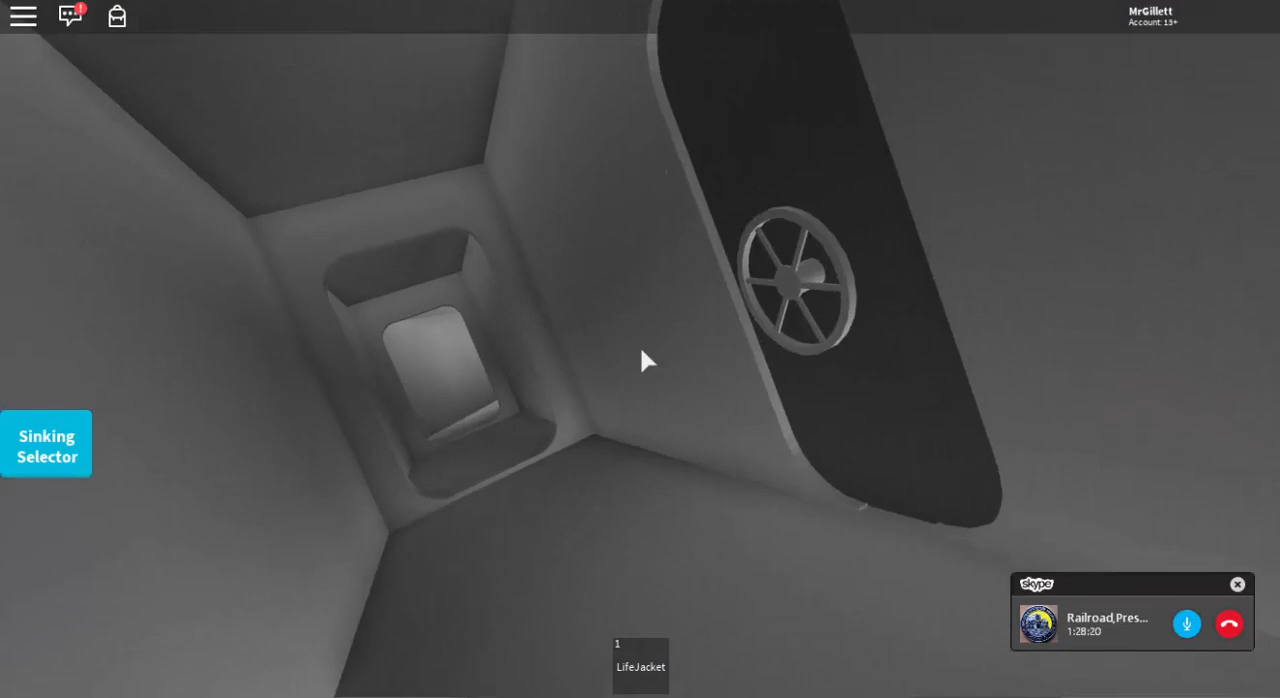 !
MrGillett
Account: 13+
Sinking
Selector
skype
Railroad,Pres...
1:28:20
1
LifeJacket